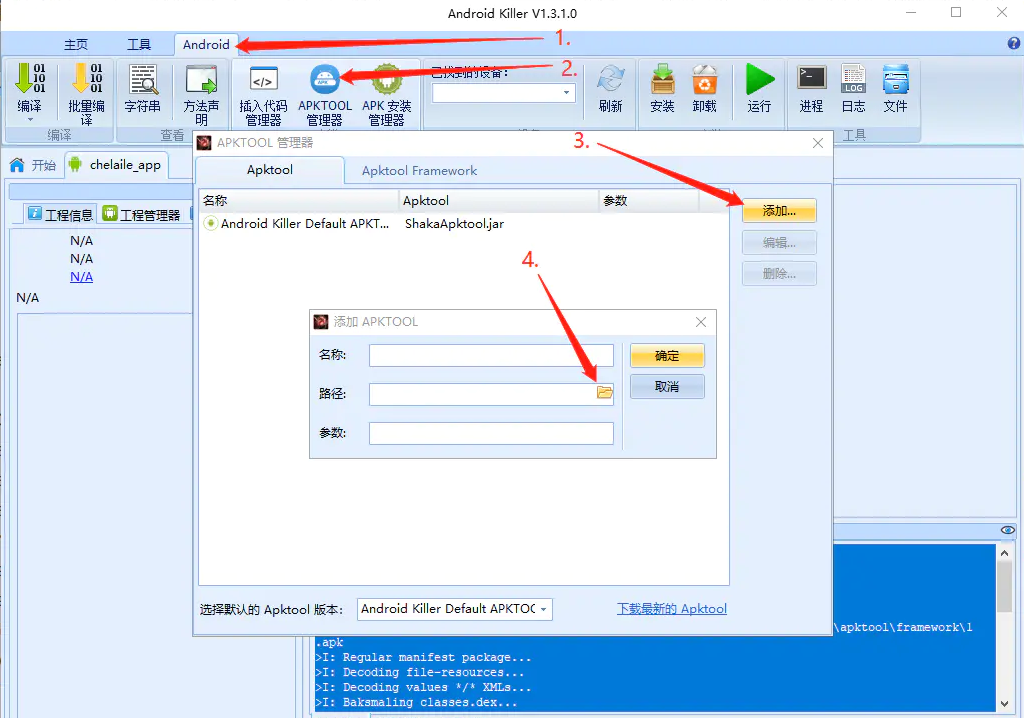 Android Killer V1.3.1.0
主页 工具 Android
1.
2.
编译
批量编译
字符串
方法声明
插入代码管理器
APKTOOL 管理器
APK 安装管理器
已找到的设备:
刷新
安装
卸载
运行
进程
日志
文件
编译
查看
工具
开始 chelaile_app
APKTOOL 管理器
3.
Apktool Apktool Framework
工程信息 工程管理器
名称 Apktool 参数
添加...
Android Killer Default APKT... ShakaApktool.jar
编辑...
删除...
N/A
N/A
N/A
N/A
4.
添加 APKTOOL
名称:
确定
路径:
取消
参数:
选择默认的 Apktool 版本:
Android Killer Default APKTOC
下载最新的 Apktool
\apktool\framework\1
.apk
>I: Regular manifest package...
>I: Decoding file-resources...
>I: Decoding values */* XMLs...
>I: Baksmaling classes.dex...